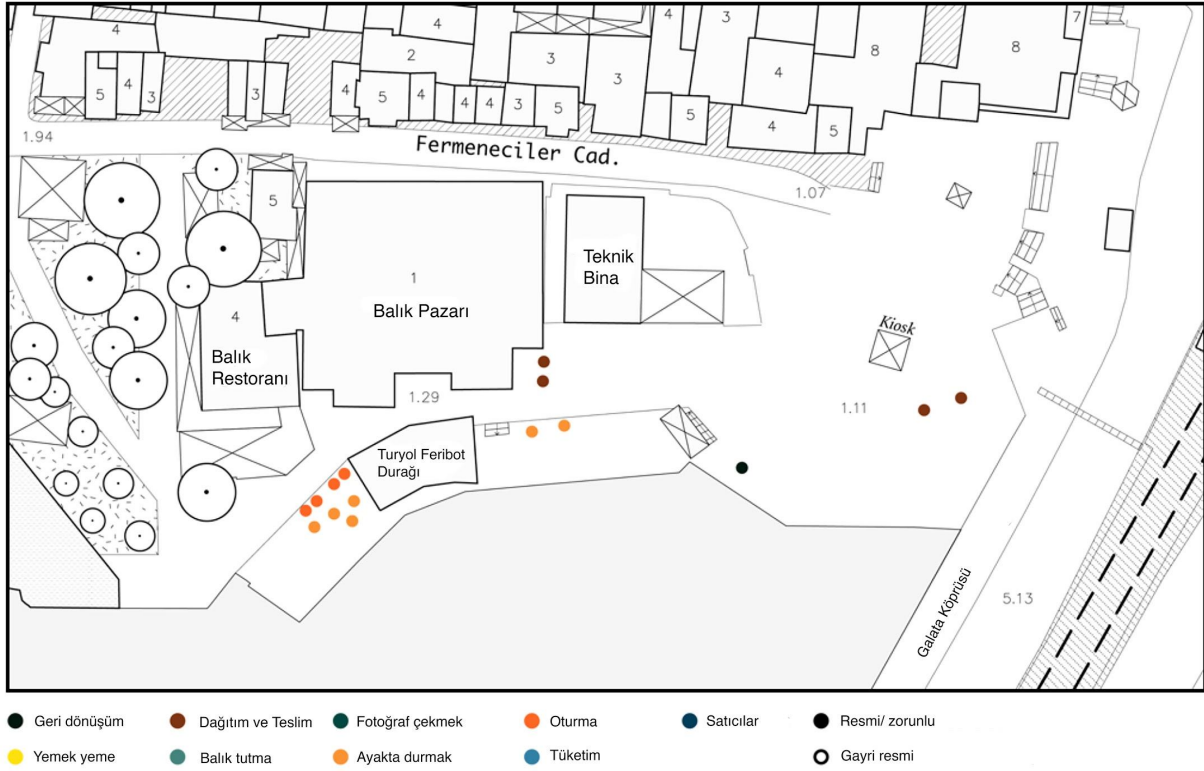 4
4
3
4
3
7
5
4
3
3
4
5
4
2
4
4
3
5
3
3
5
4
4
5
8
8
1.94
Fermeneciler Cad.
1.07
5
1
Balık Pazarı
Teknik
Bina
4
Balık
Restoranı
Kiosk
1.29
1.11
Turyol Feribot
Durağı
Galata Köprüsü
5.13
Geri dönüşüm
Dağıtım ve Teslim
Fotoğraf çekmek
Oturma
Satıcılar
Resmi/ zorunlu
Yemek yeme
Balık tutma
Ayakta durmak
Tüketim
Gayri resmi